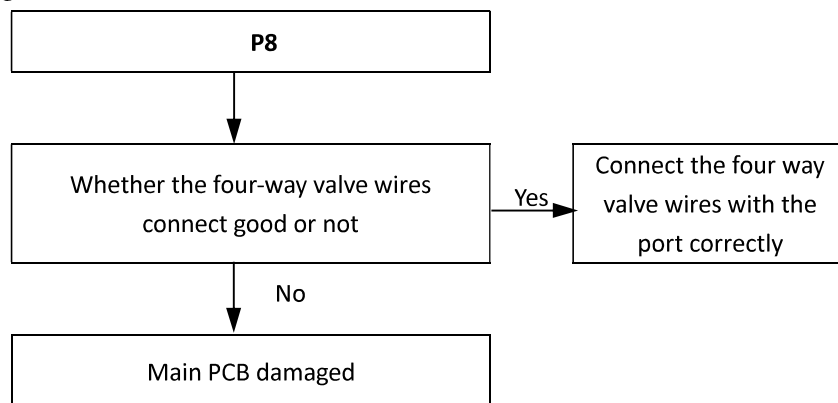 P8
Whether the four-way valve wires
connect good or not
Yes
Connect the four way
valve wires with the
port correctly
No
Main PCB damaged